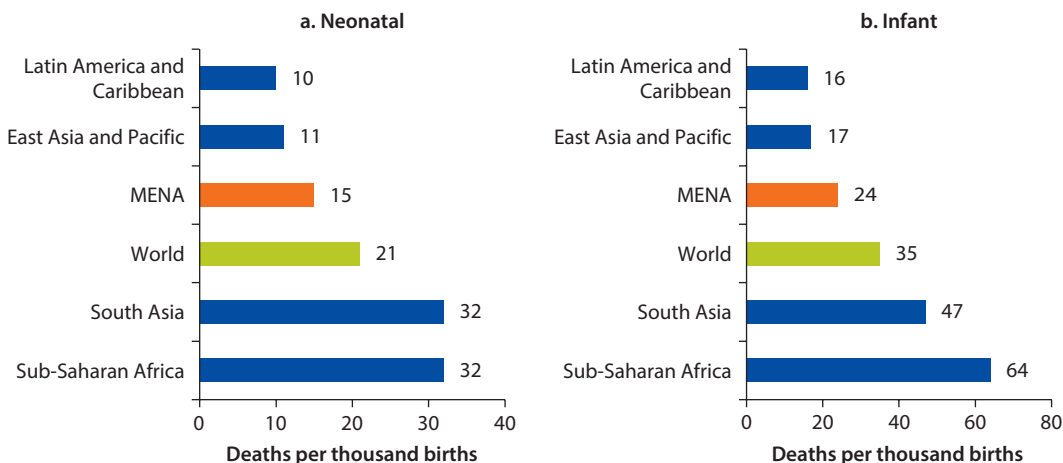 a. Neonatal
Latin America and
Caribbean
10
East Asia and Pacific
11
MENA
15
World
21
South Asia
32
Sub-Saharan Africa
32
0 10 20 30 40
Deaths per thousand births
b. Infant
Latin America and
Caribbean
16
East Asia and Pacific
17
MENA
24
World
35
South Asia
47
Sub-Saharan Africa
64
0 20 40 60 80
Deaths per thousand births